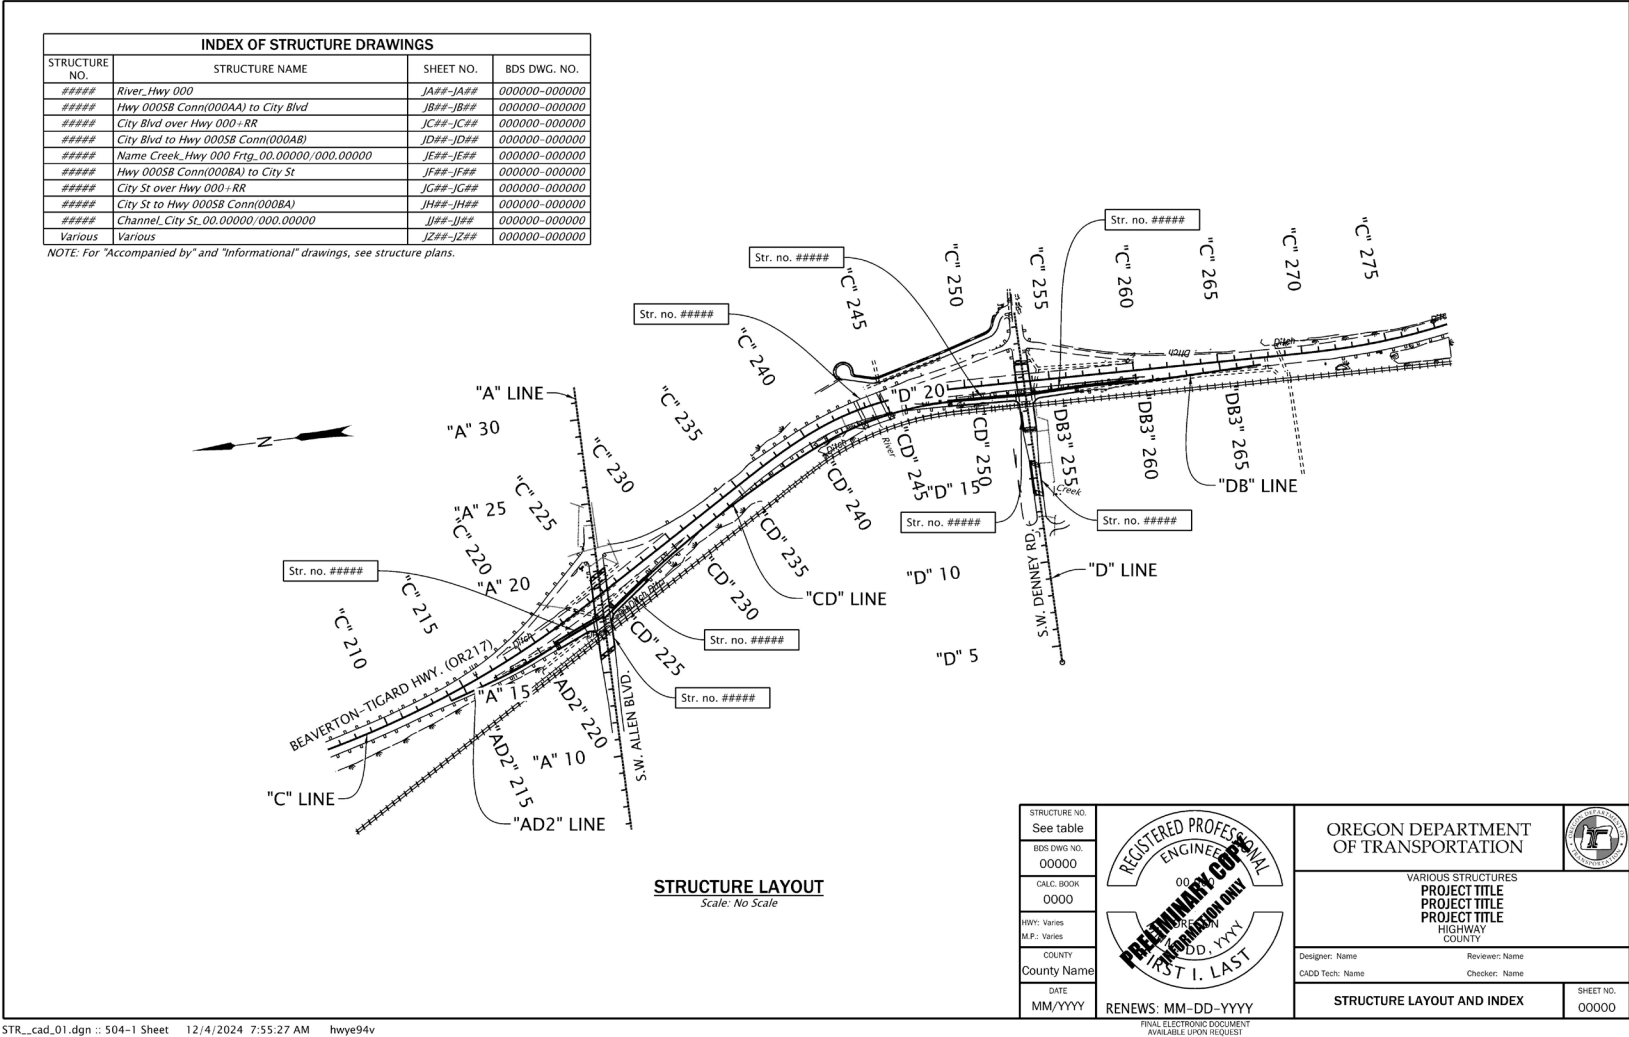 INDEX OF STRUCTURE DRAWINGS
STRUCTURE NO. STRUCTURE NAME SHEET NO. BDS DWG. NO.
##### River_Hwy 000 JA##-JA## 000000-000000
##### Hwy 000SB Conn(000AA) to City Blvd JB##-JB## 000000-000000
##### City Blvd over Hwy 000+RR JC##-JC## 000000-000000
##### City Blvd to Hwy 000SB Conn(000AB) JD##-JD## 000000-000000
##### Name Creek_Hwy 000 Frtg_00.00000/000.00000 JE##-JE## 000000-000000
##### Hwy 000SB Conn(000BA) to City St JF##-JF## 000000-000000
##### City St over Hwy 000+RR JG##-JG## 000000-000000
##### City St to Hwy 000SB Conn(000BA) JH##-JH## 000000-000000
##### Channel_City St_00.00000/000.00000 JJ##-JJ## 000000-000000
Various Various JZ##-JZ## 000000-000000
NOTE: For "Accompanied by" and "Informational" drawings, see structure plans.
Str. no. #####
Str. no. #####
Str. no. #####
"C" 210
"C" 215
"C" 220
"C" 225
"C" 230
"C" 235
"C" 240
"C" 245
"C" 250
"C" 255
"C" 260
"C" 265
"C" 270
"C" 275
Ditch
Ditch
Ditch
"A" LINE
"A" 30
"A" 25
"A" 20
"A" 15
"A" 10
N
"D" 20
"D" 15
"D" 10
"D" 5
"CD" 225
"CD" 230
"CD" 235
"CD" 240
"CD" 245
"CD" 250
"DB3" 255
"DB3" 260
"DB3" 265
"DB" LINE
River
Creek
Ditch
Ditch
Ditch
Str. no. #####
Str. no. #####
Str. no. #####
Str. no. #####
Str. no. #####
"CD" LINE
"D" LINE
S.W. DENNEY RD.
BEAVERTON-TIGARD HWY. (OR217)
S.W. ALLEN BLVD.
"AD2" 220
"AD2" 215
"C" LINE
"AD2" LINE
STRUCTURE LAYOUT
Scale: No Scale
STRUCTURE NO.
See table
BDS DWG NO.
00000
CALC. BOOK
0000
HWY: Varies
M.P.: Varies
COUNTY
County Name
DATE
MM/YYYY
REGISTERED PROFESSIONAL
ENGINEER
PRELIMINARY COPY
INFORMATION ONLY
RENEWS: MM-DD-YYYY
FINAL ELECTRONIC DOCUMENT
AVAILABLE UPON REQUEST
OREGON DEPARTMENT
OF TRANSPORTATION
OREGON DEPARTMENT OF TRANSPORTATION
VARIOUS STRUCTURES
PROJECT TITLE
PROJECT TITLE
PROJECT TITLE
HIGHWAY
COUNTY
Designer: Name Reviewer: Name
CADD Tech: Name Checker: Name
STRUCTURE LAYOUT AND INDEX
SHEET NO.
00000
STR__cad_01.dgn :: 504-1 Sheet 12/4/2024 7:55:27 AM hwye94v